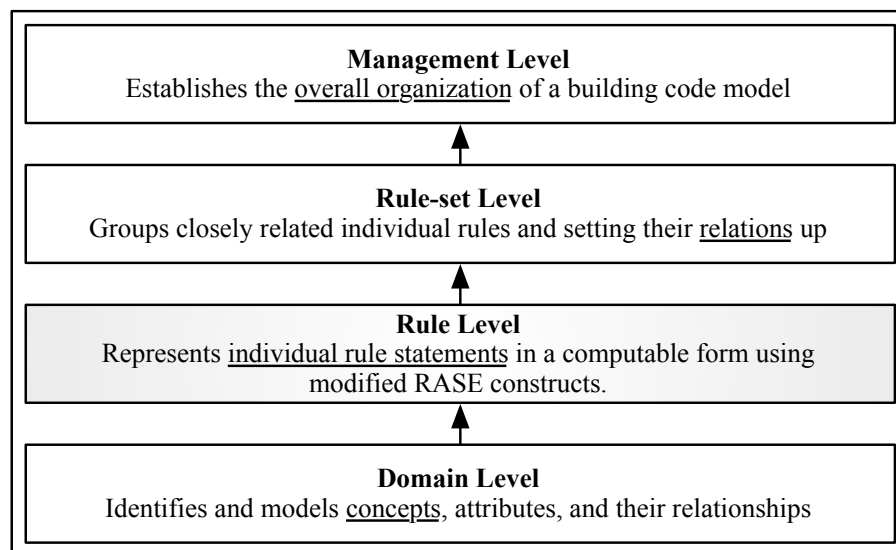 Management Level
Establishes the overall organization of a building code model
Rule-set Level
Groups closely related individual rules and setting their relations up
Rule Level
Represents individual rule statements in a computable form using
modified RASE constructs.
Domain Level
Identifies and models concepts, attributes, and their relationships